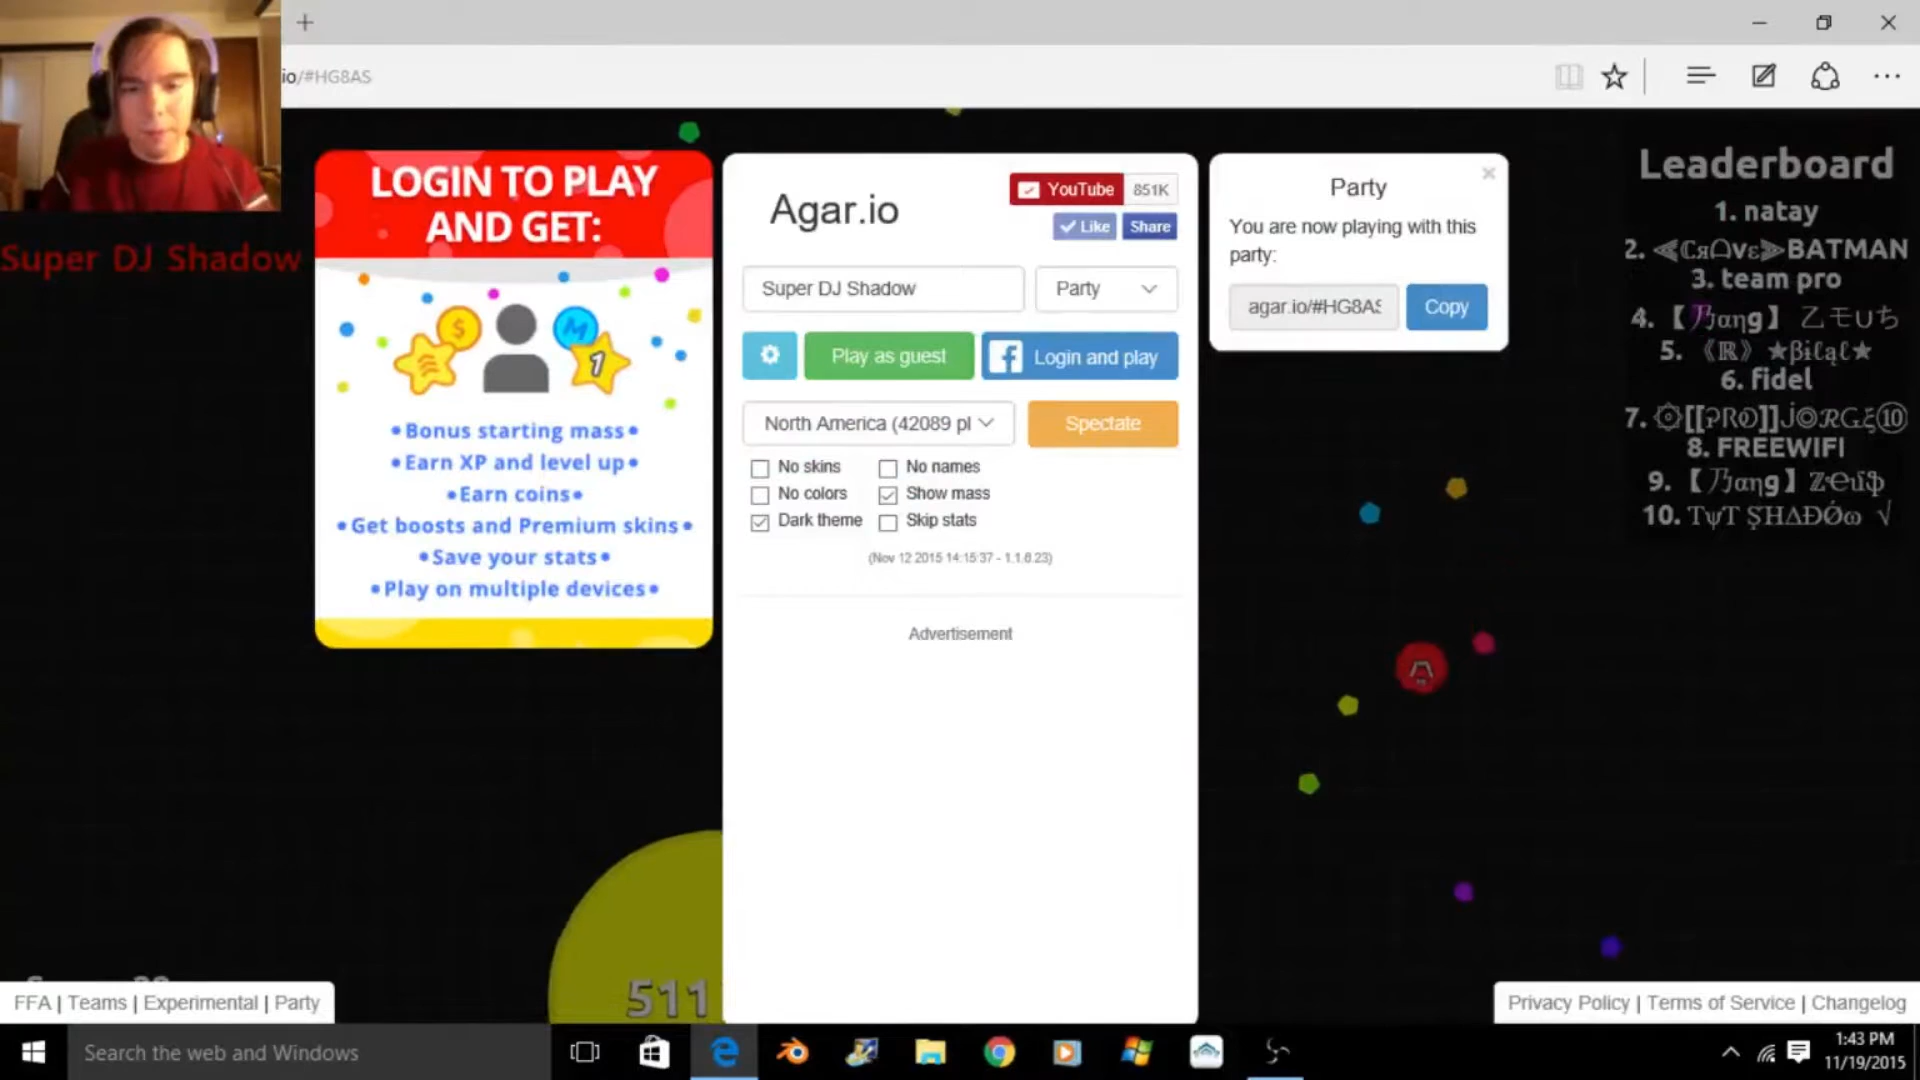 io/#HG8AS
Super DJ Shadow
LOGIN TO PLAY
AND GET:
$
M
1
•Bonus starting mass•
•Earn XP and level up•
•Earn coins•
•Get boosts and Premium skins•
•Save your stats•
•Play on multiple devices•
Agar.io
YouTube 851K
Like Share
Super DJ Shadow
Party
Play as guest
f Login and play
North America (42089 pl
Spectate
No skins No names
No colors Show mass
Dark theme Skip stats
(Nov 12 2015 14:15:37 - 1.1.6.23)
Advertisement
Party
You are now playing with this
party:
agar.io/#HG8AS
Copy
Leaderboard
1. natay
BATMAN
3. team pro
6. fidel
8. FREEWIFI
511
FFA | Teams | Experimental | Party
Privacy Policy | Terms of Service | Changelog
Search the web and Windows
1:43 PM
11/19/2015